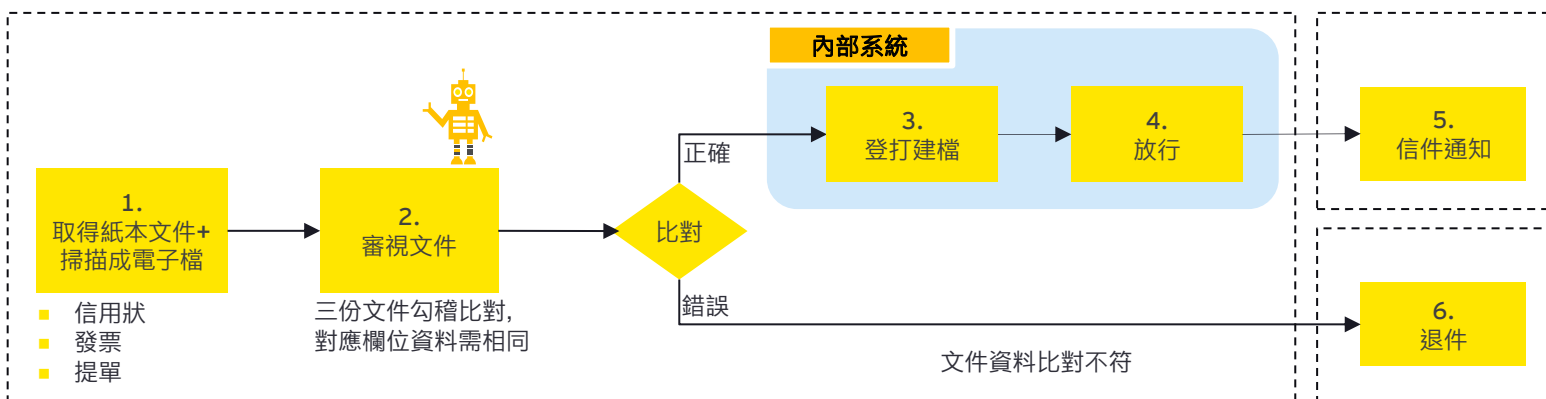 內部系統
1.
取得紙本文件+
掃描成電子檔
信用狀
發票
提單
2.
審視文件
三份文件勾稽比對,
對應欄位資料需相同
比對
正確
錯誤
3.
登打建檔
4.
放行
5.
信件通知
6.
退件
文件資料比對不符